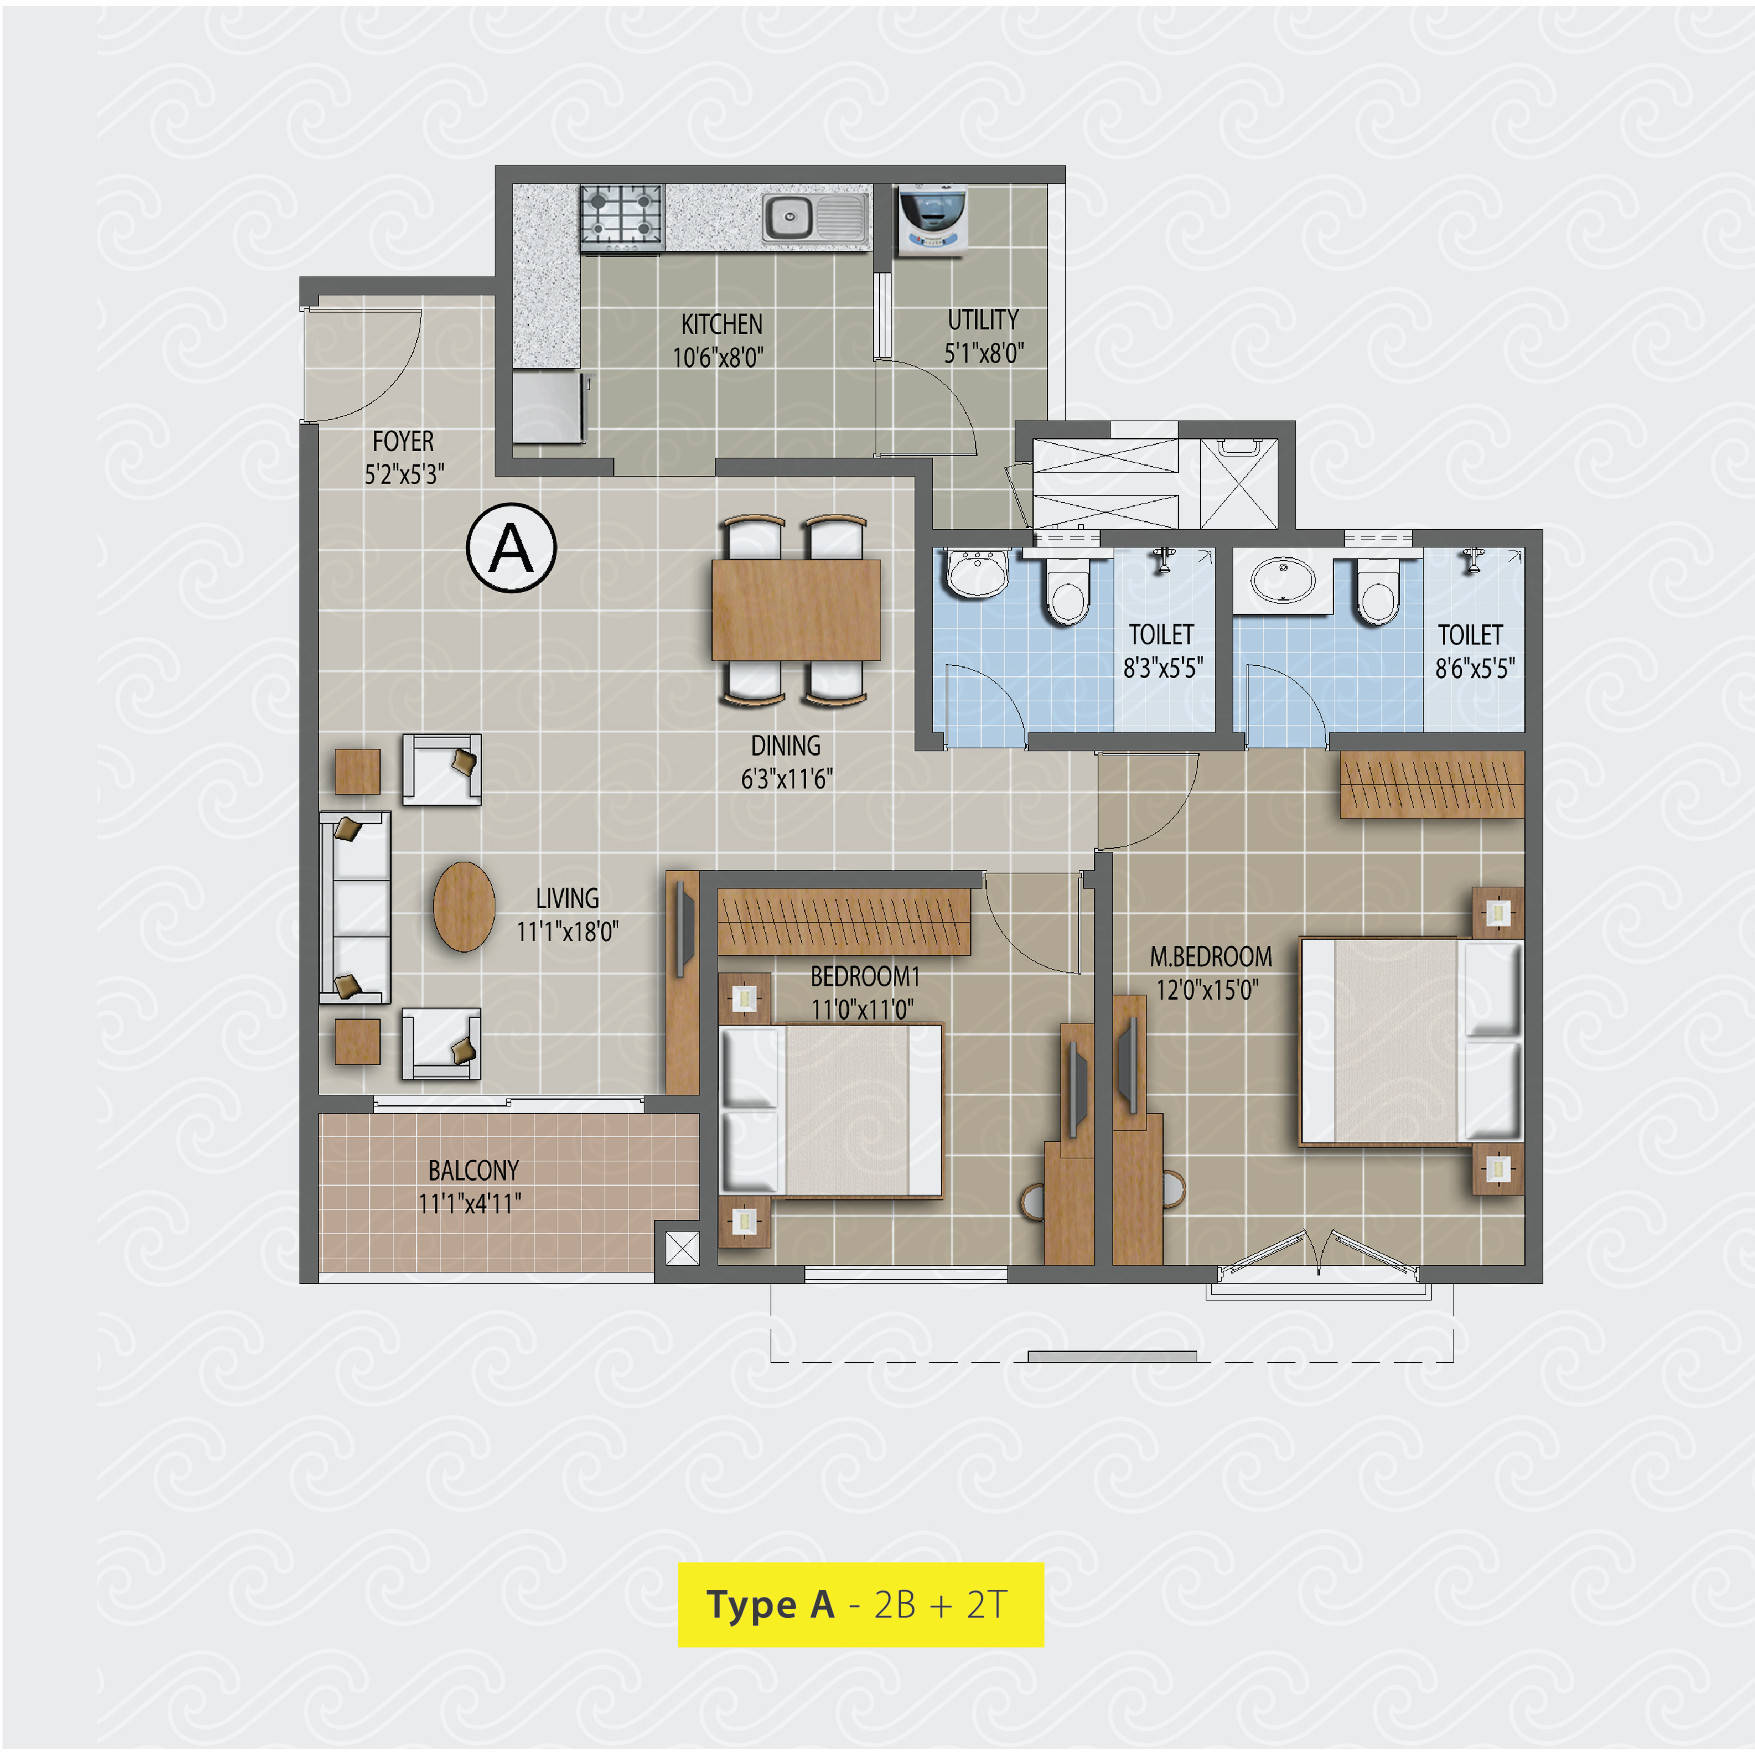 KITCHEN
10'6"x8'0"
UTILITY
5'1"x8'0"
FOYER
5'2"x5'3"
A
TOILET
8'3"x5'5"
TOILET
8'6"x5'5"
DINING
6'3"x11'6"
LIVING
11'1"x18'0"
BEDROOM1
11'0"x11'0"
M.BEDROOM
12'0"x15'0"
BALCONY
11'1"x4'11"
Type A - 2B + 2T